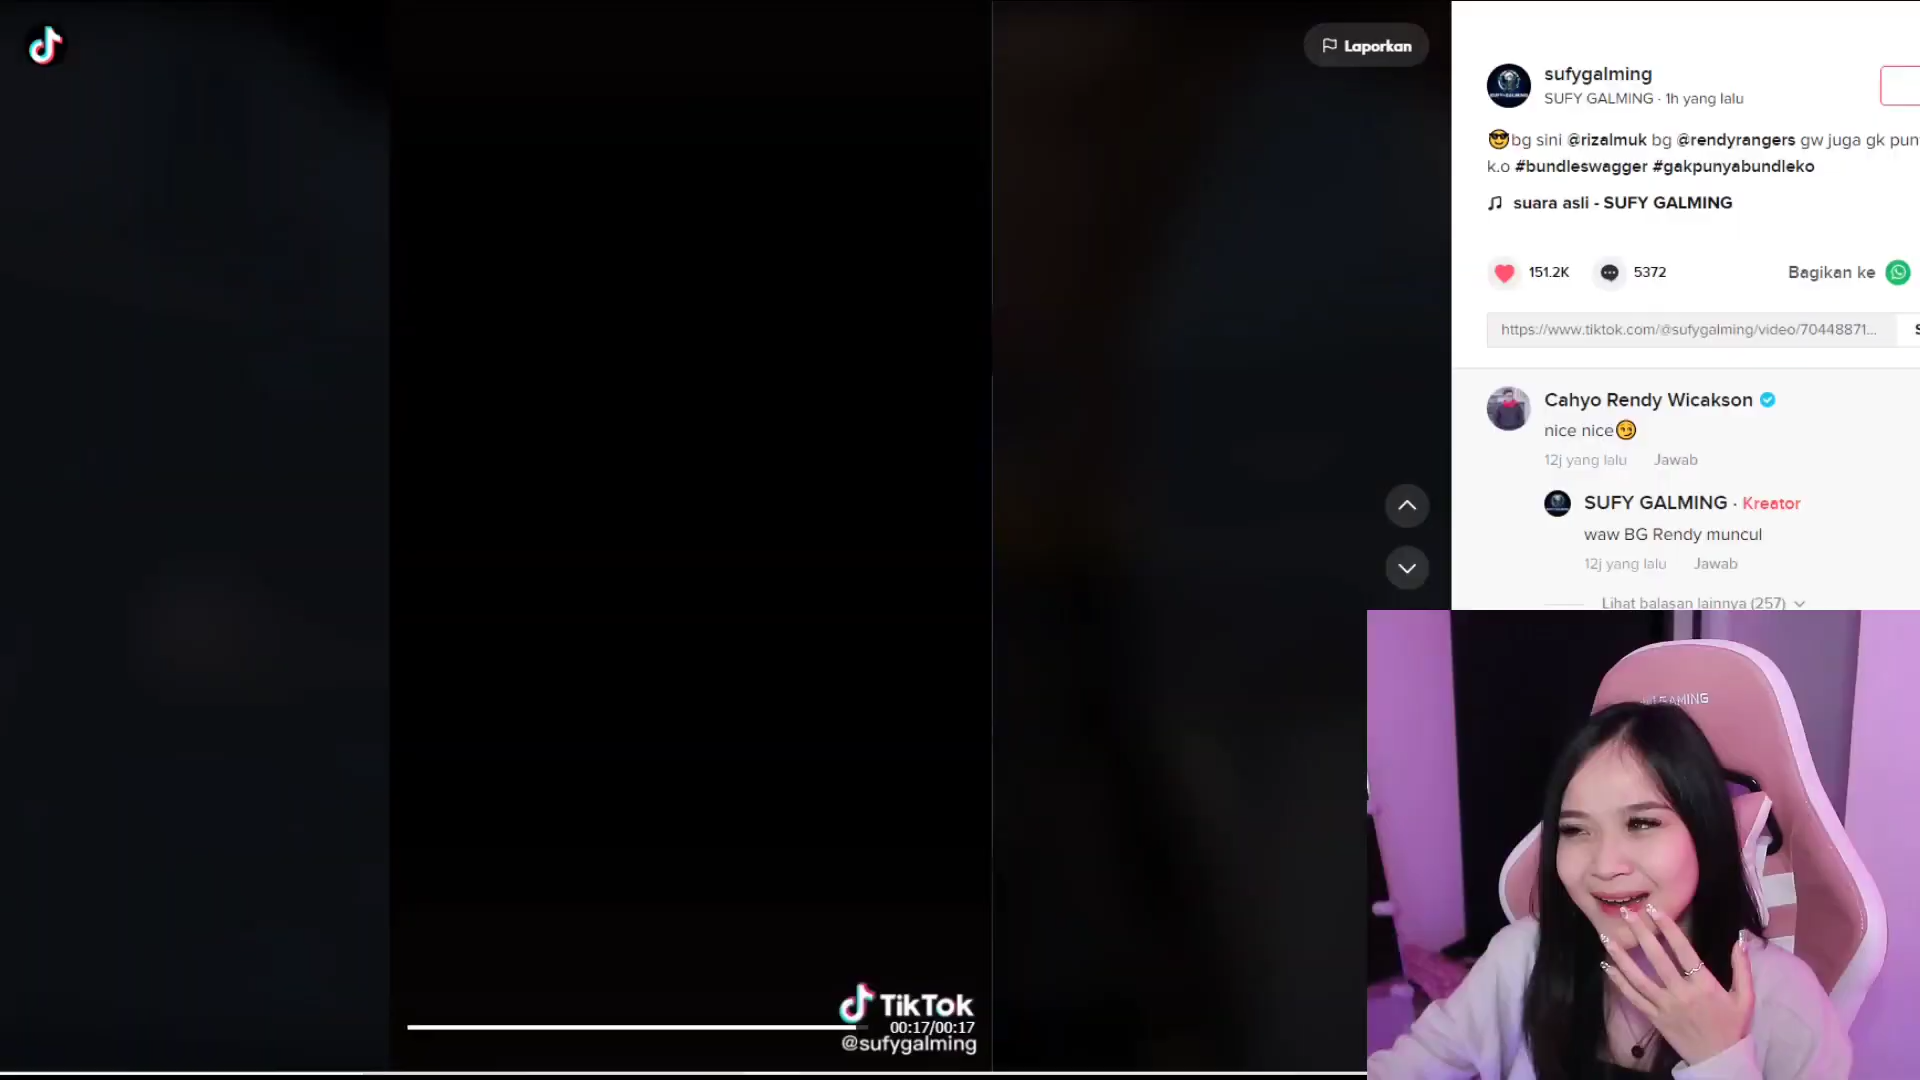 Laporkan
sufygalming
SUFY GALMING · 1h yang lalu
😎bg sini @rizalmuk bg @rendyrangers gw juga gk pun
k.o #bundleswagger #gakpunyabundleko
suara asli - SUFY GALMING
151.2K
5372
Bagikan ke
https://www.tiktok.com/@sufygalming/video/70448871...
Cahyo Rendy Wicakson
nice nice😏
12j yang lalu Jawab
SUFY GALMING · Kreator
waw BG Rendy muncul
12j yang lalu Jawab
Lihat balasan lainnya (257)
GAMING
TikTok
00:17/00:17
@sufygalming